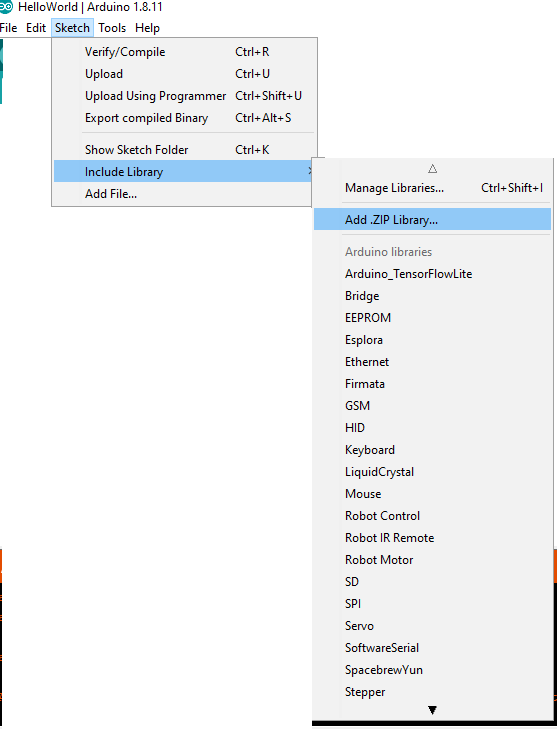 HelloWorld | Arduino 1.8.11
File Edit Sketch Tools Help
Verify/Compile Ctrl+R
Upload Ctrl+U
Upload Using Programmer Ctrl+Shift+U
Export compiled Binary Ctrl+Alt+S
Show Sketch Folder Ctrl+K
Include Library
Add File...
Manage Libraries... Ctrl+Shift+I
Add .ZIP Library...
Arduino libraries
Arduino_TensorFlowLite
Bridge
EEPROM
Esplora
Ethernet
Firmata
GSM
HID
Keyboard
LiquidCrystal
Mouse
Robot Control
Robot IR Remote
Robot Motor
SD
SPI
Servo
SoftwareSerial
SpacebrewYun
Stepper